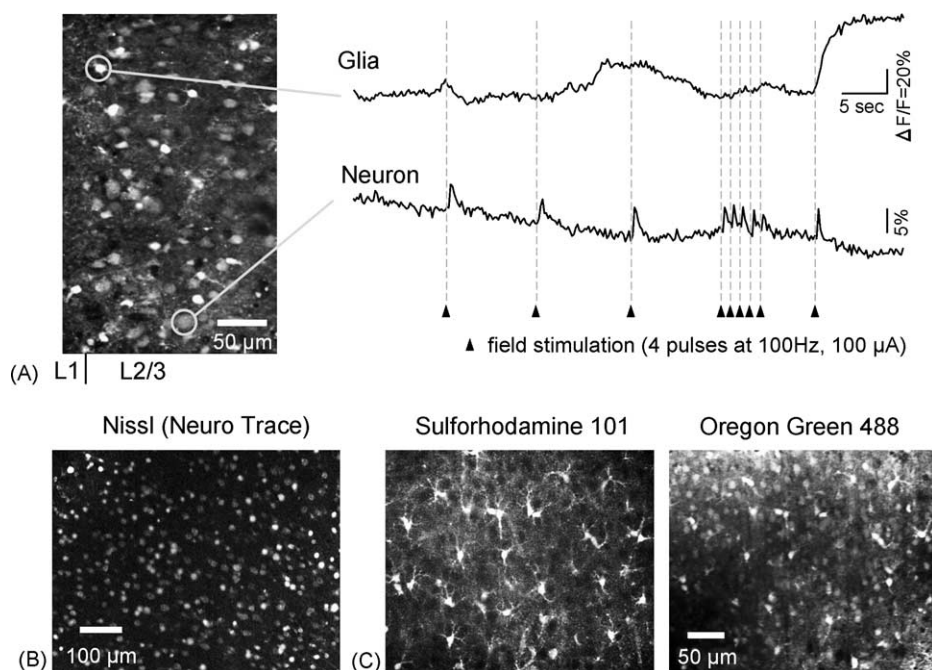 Glia
5 sec
Δ F/F=20%
Neuron
5%
50 µm
▲ field stimulation (4 pulses at 100Hz, 100 µA)
(A) L1 L2/3
Nissl (Neuro Trace)
Sulforhodamine 101
Oregon Green 488
100 µm
50 µm
(B)
(C)